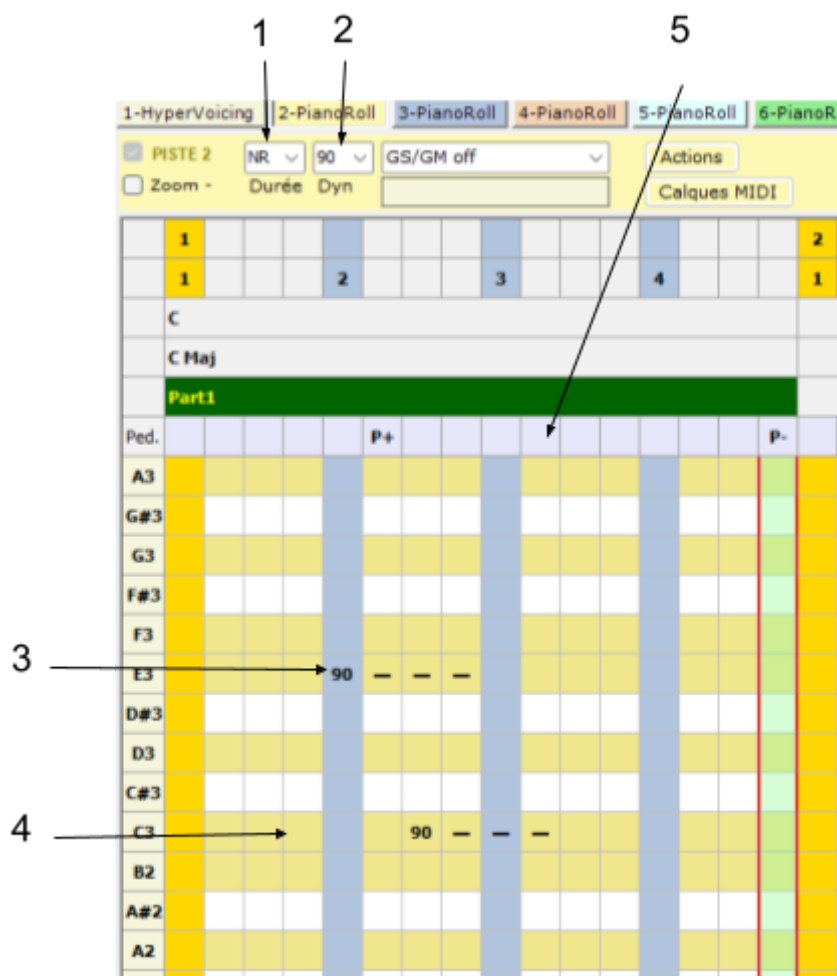 1 2 5
1-HyperVoicing 2-PianoRoll 3-PianoRoll 4-PianoRoll 5-PianoRoll 6-PianoR
PISTE 2 NR 90 GS/GM off Actions
Zoom - Durée Dyn Calques MIDI
1 2
1 2 3 4 1
C
C Maj
Part1
Ped. P+ P-
A3
G#3
G3
F#3
F3
3 E3 90 — — —
D#3
D3
C#3
4 C3 90 — — —
B2
A#2
A2